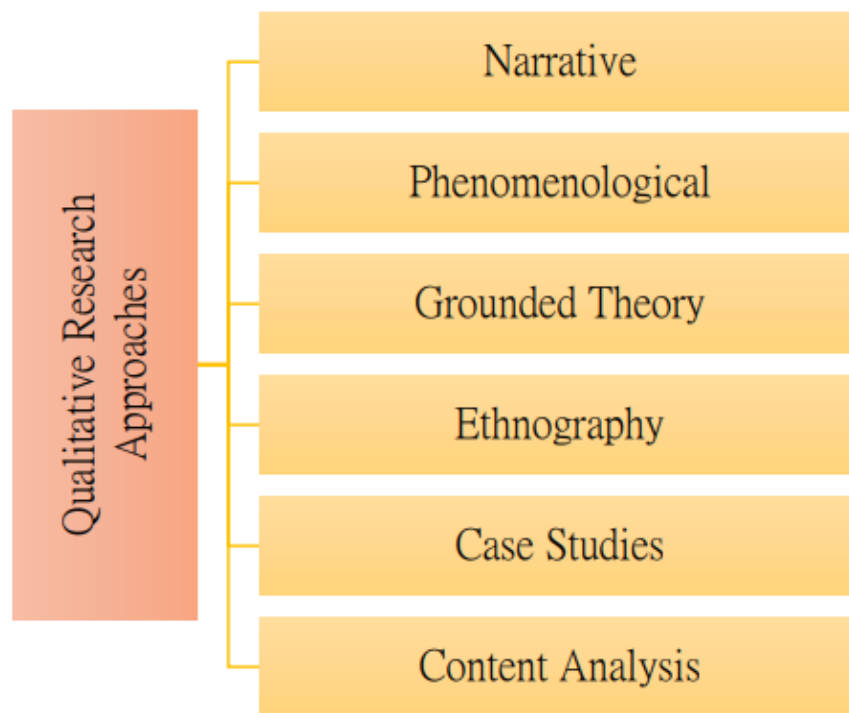 Qualitative Research
Approaches
Narrative
Phenomenological
Grounded Theory
Ethnography
Case Studies
Content Analysis